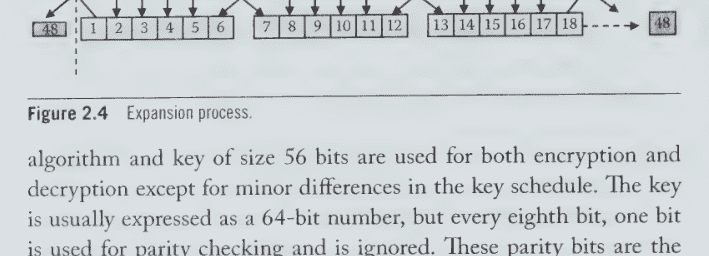 48 1 2 3 4 5 6 7 8 9 10 11 12 13 14 15 16 17 18 48
Figure 2.4 Expansion process.
algorithm and key of size 56 bits are used for both encryption and
decryption except for minor differences in the key schedule. The key
is usually expressed as a 64-bit number, but every eighth bit, one bit
is used for parity checking and is ignored. These parity bits are the